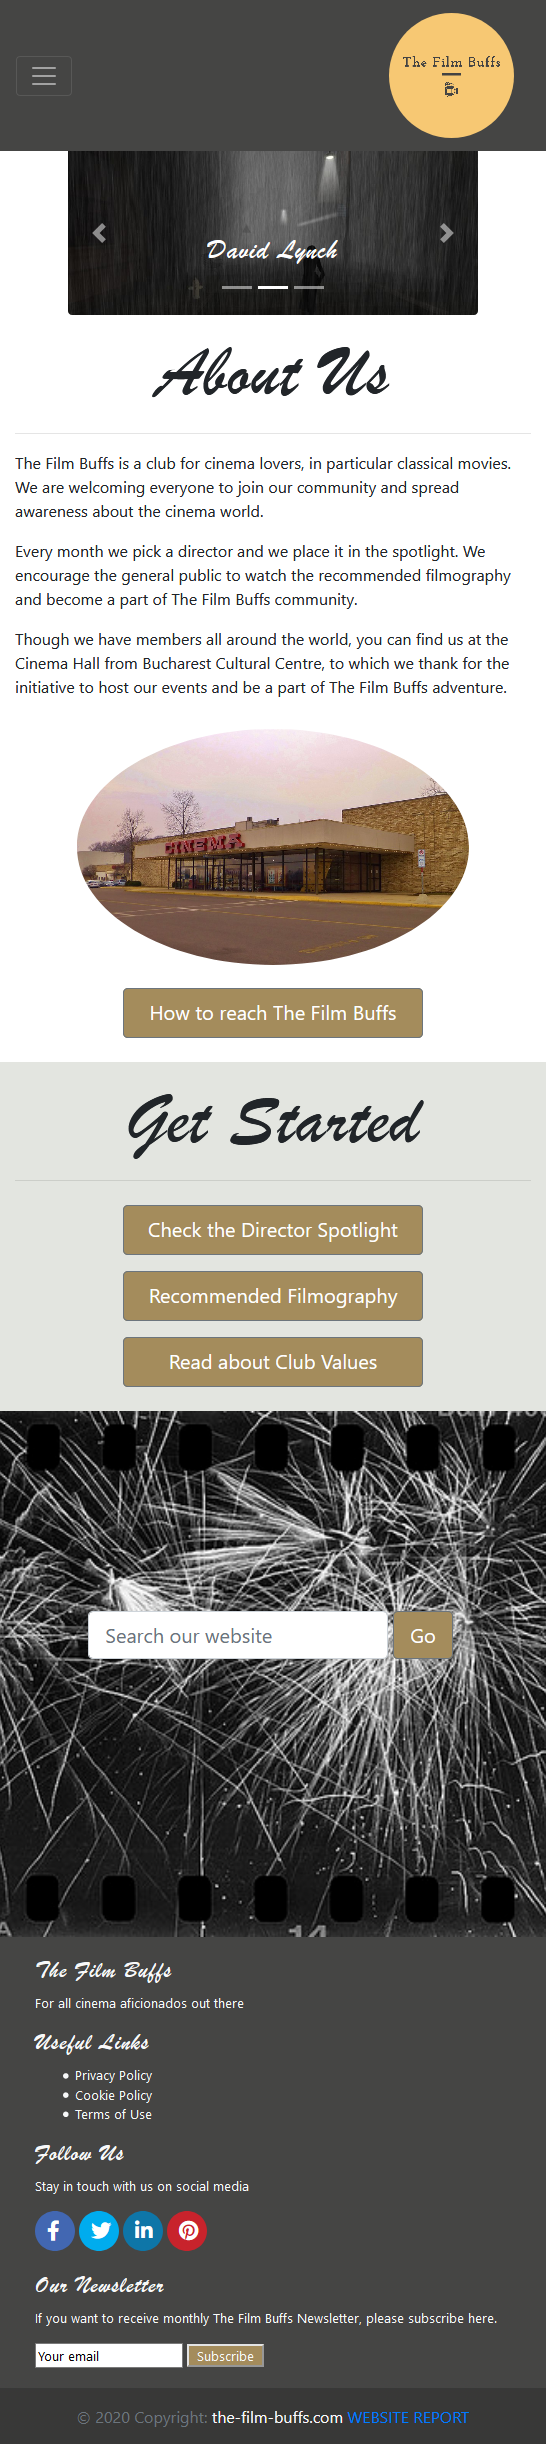 The Film Buffs
David Lynch
About Us
The Film Buffs is a club for cinema lovers, in particular classical movies.
We are welcoming everyone to join our community and spread
awareness about the cinema world.
Every month we pick a director and we place it in the spotlight. We
encourage the general public to watch the recommended filmography
and become a part of The Film Buffs community.
Though we have members all around the world, you can find us at the
Cinema Hall from Bucharest Cultural Centre, to which we thank for the
initiative to host our events and be a part of The Film Buffs adventure.
CINEMA
How to reach The Film Buffs
Get Started
Check the Director Spotlight
Recommended Filmography
Read about Club Values
Search our website
Go
14
The Film Buffs
For all cinema aficionados out there
Useful Links
Privacy Policy
Cookie Policy
Terms of Use
Follow Us
Stay in touch with us on social media
Our Newsletter
If you want to receive monthly The Film Buffs Newsletter, please subscribe here.
Your email
Subscribe
© 2020 Copyright: the-film-buffs.com WEBSITE REPORT